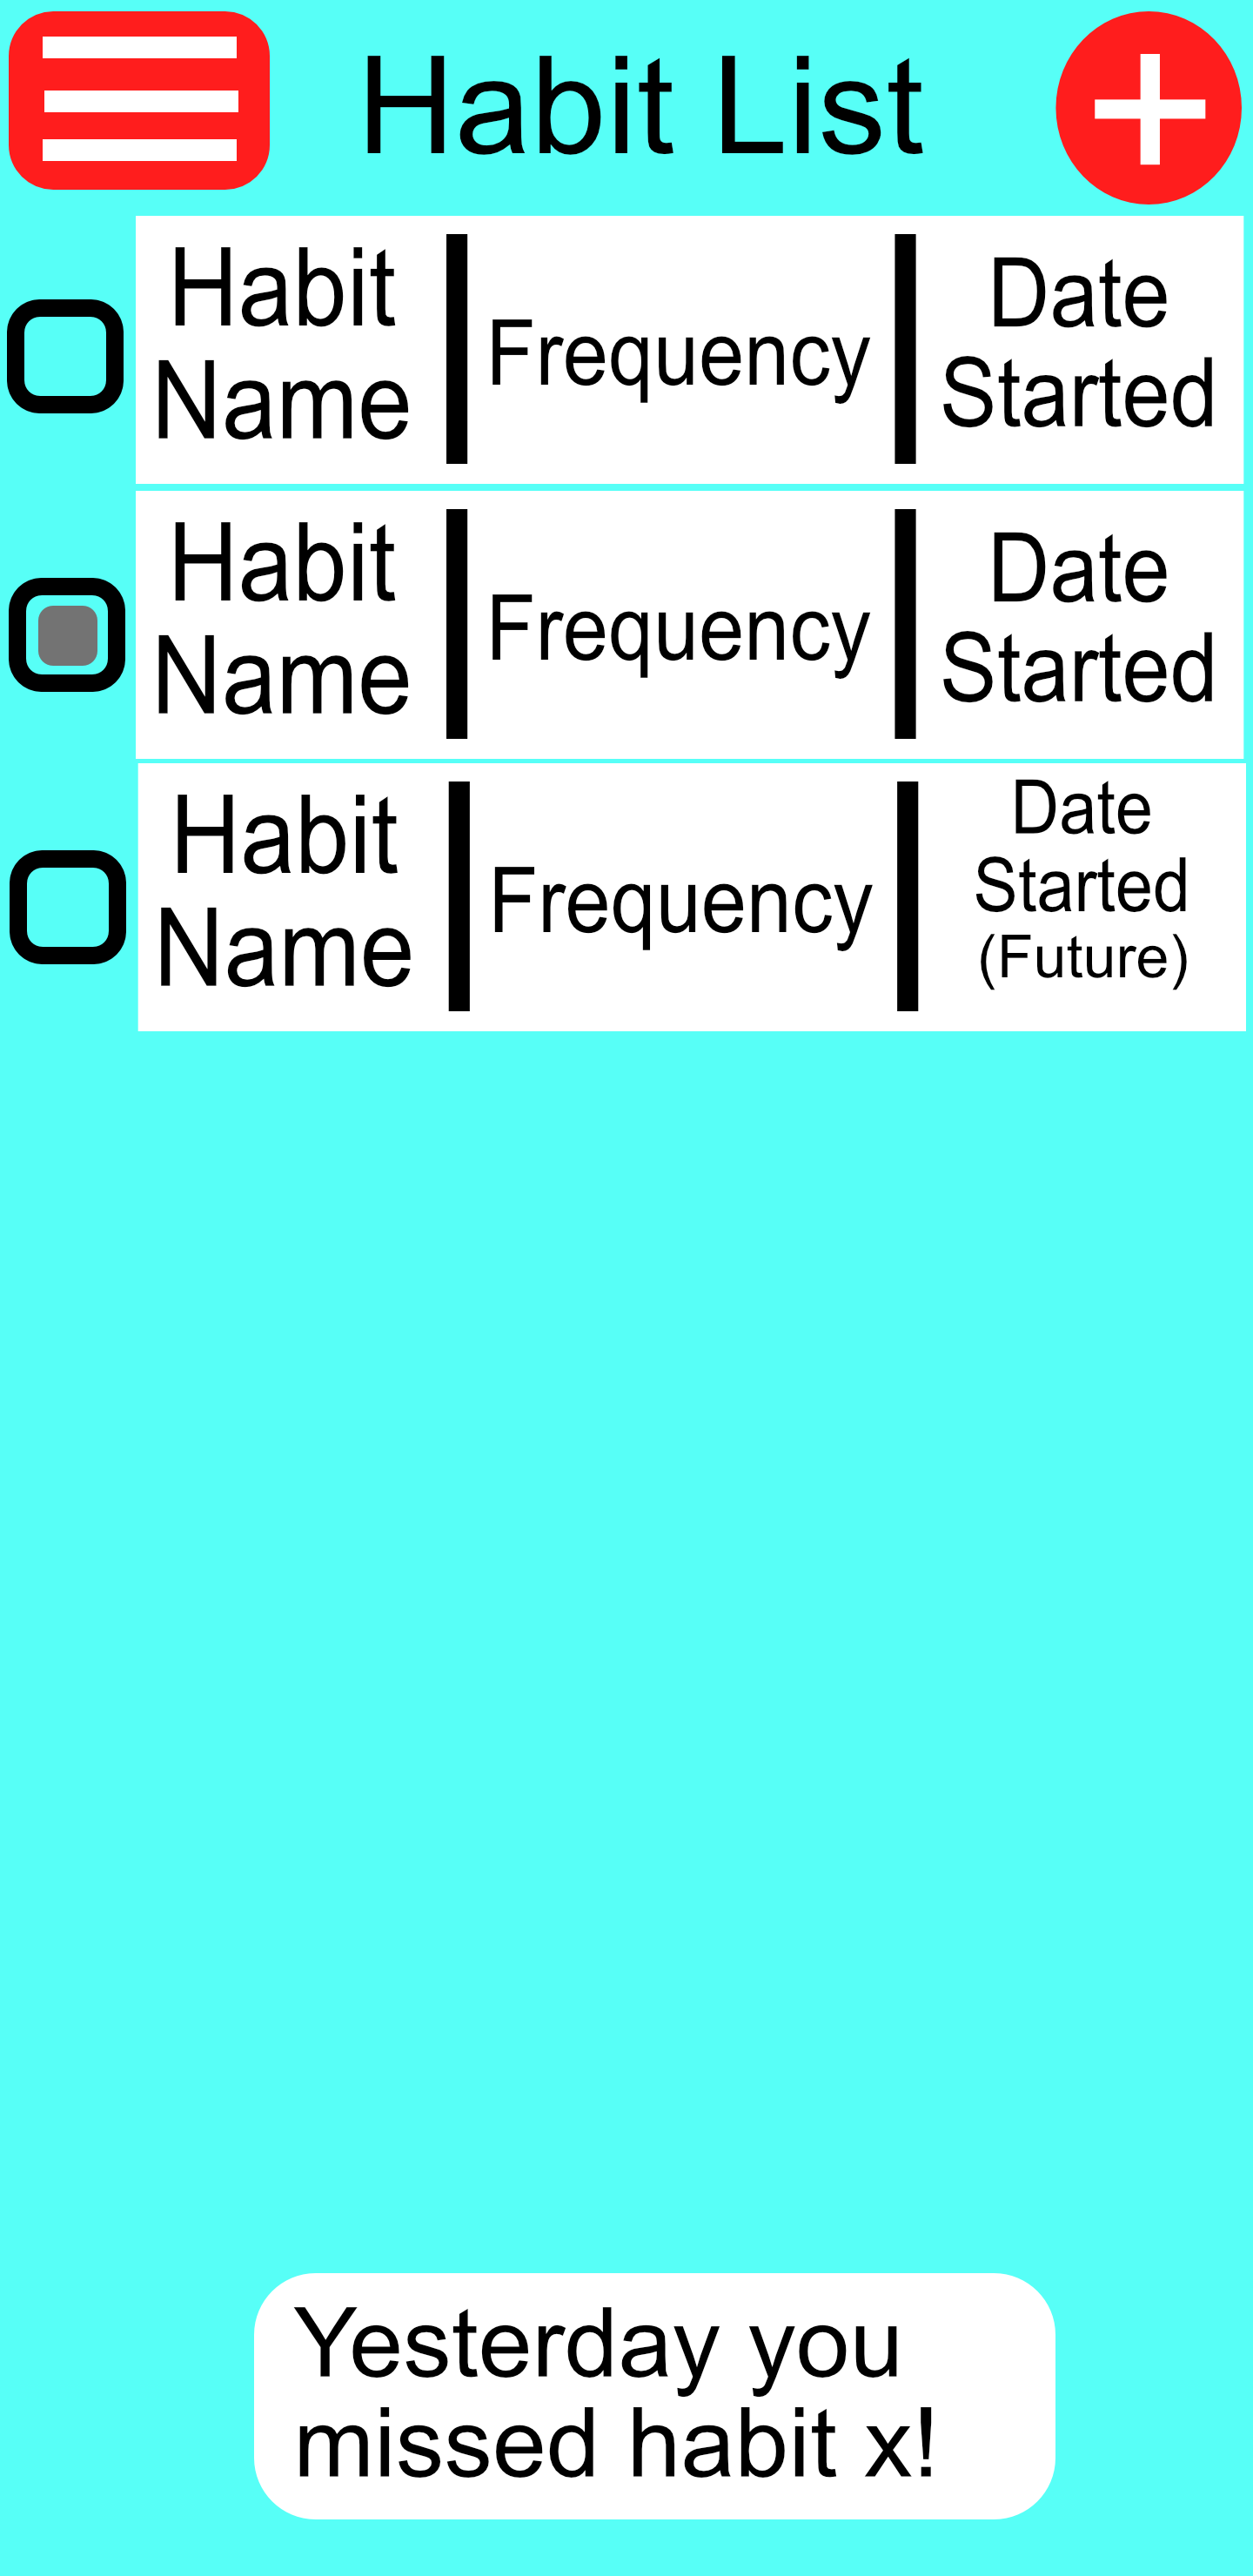 Habit List
Habit
Name
Frequency
Date
Started
Habit
Name
Frequency
Date
Started
Habit
Name
Frequency
Date
Started
(Future)
Yesterday you
missed habit x!